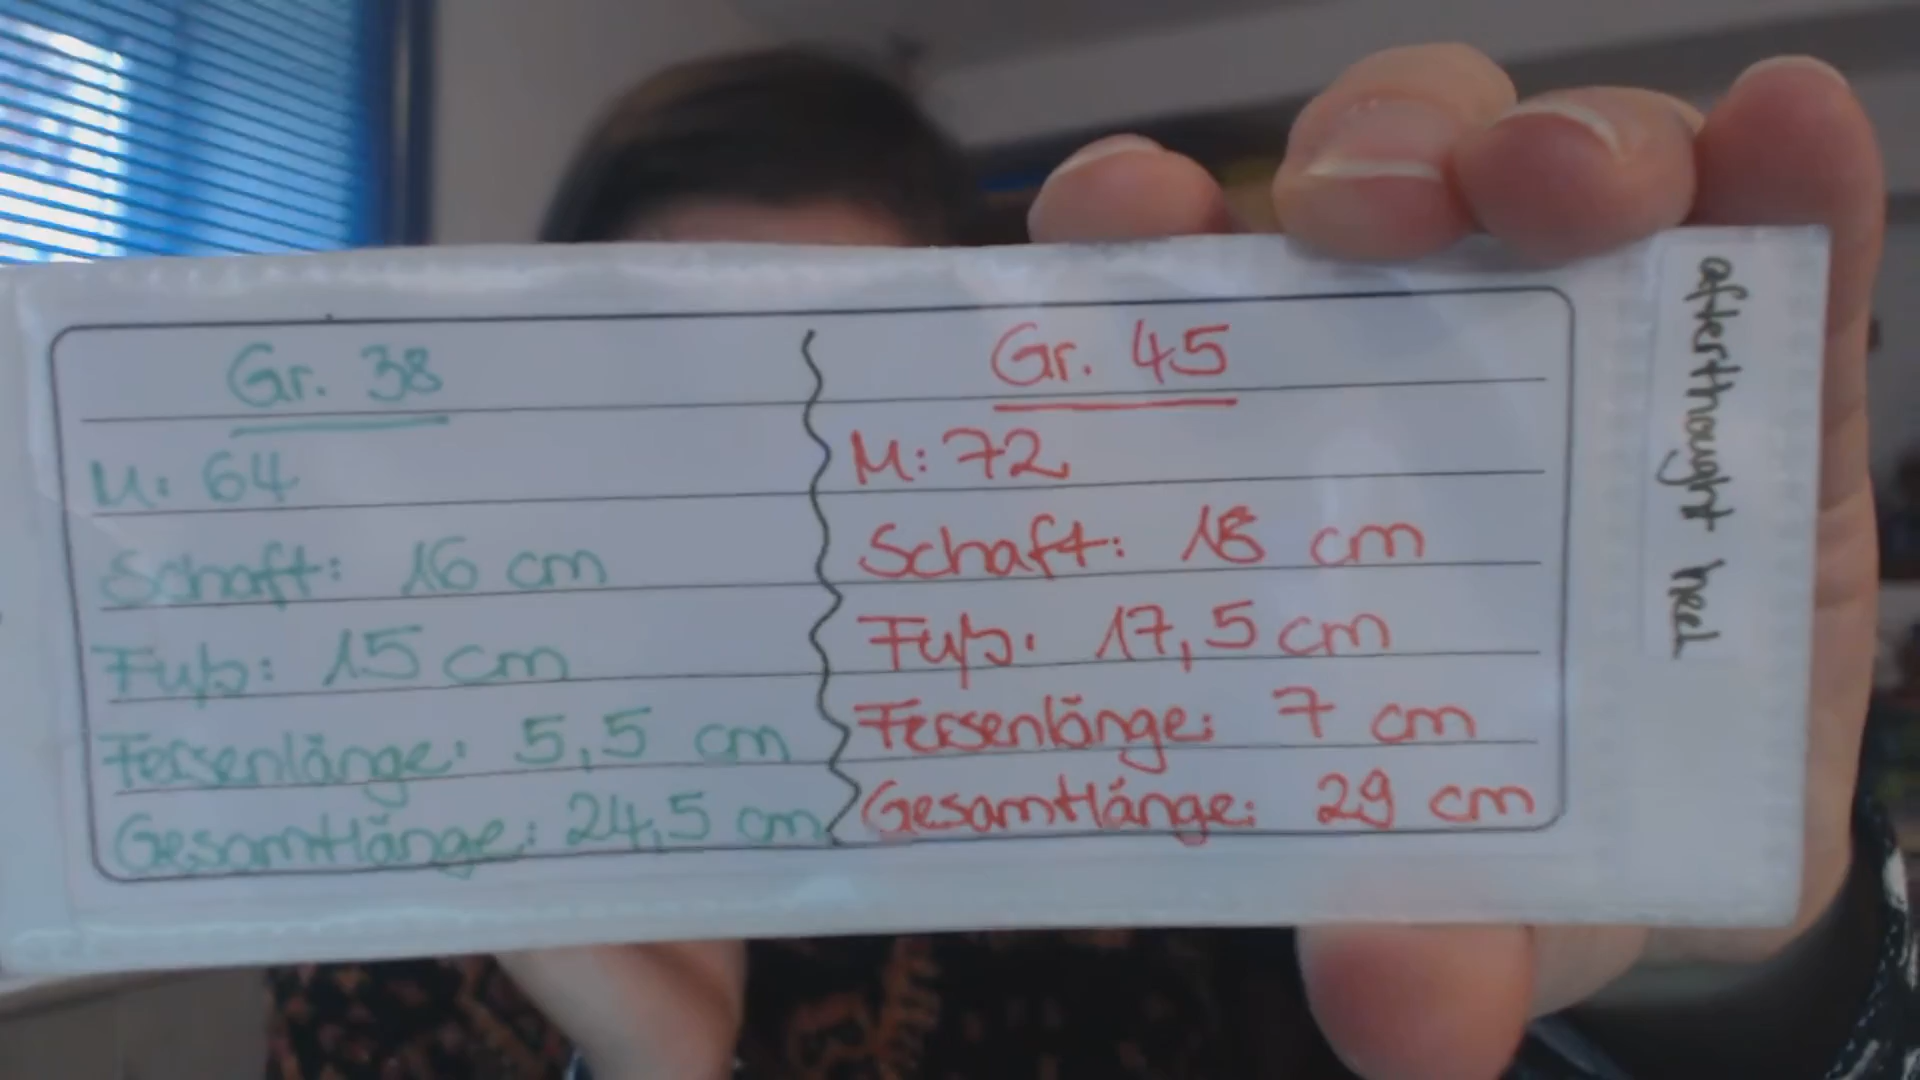 Gr. 38
M: 64
Schaft: 16 cm
Fuß: 15 cm
Fersenlänge: 5,5 cm
Gesamtlänge: 24,5 cm
Gr. 45
M: 72
Schaft: 18 cm
Fuß: 17,5 cm
Fersenlänge: 7 cm
Gesamtlänge: 29 cm
afterthought heel